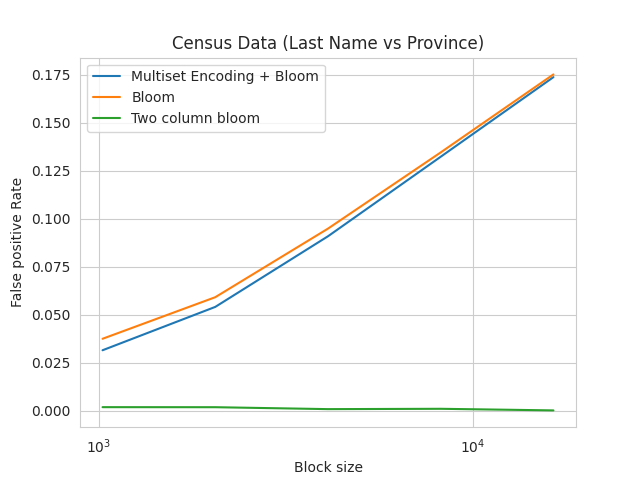 Census Data (Last Name vs Province)
Multiset Encoding + Bloom
Bloom
Two column bloom
False positive Rate
0.175
0.150
0.125
0.100
0.075
0.050
0.025
0.000
10³
10⁴
Block size